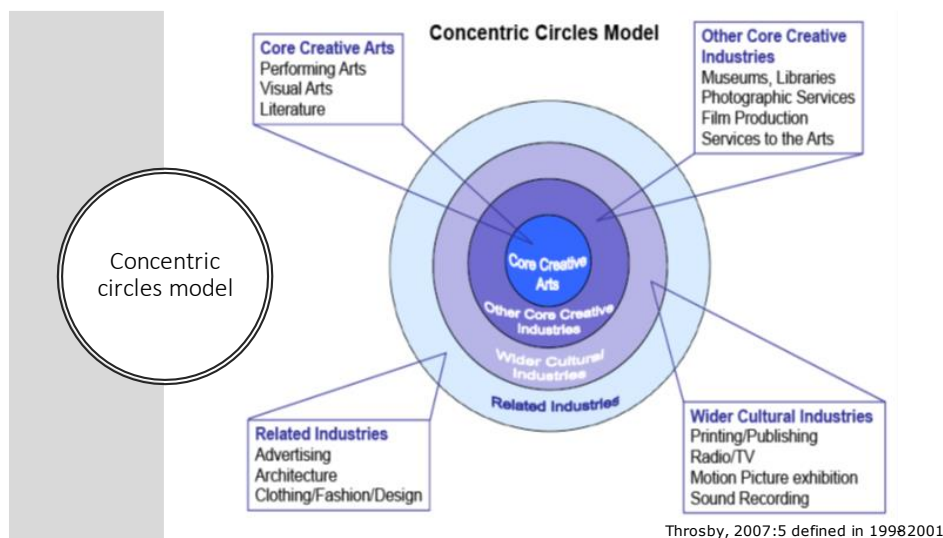 Concentric Circles Model
Core Creative Arts
Performing Arts
Visual Arts
Literature
Other Core Creative
Industries
Museums, Libraries
Photographic Services
Film Production
Services to the Arts
Concentric
circles model
Core Creative
Arts
Other Core Creative
Industries
Wider Cultural
Industries
Related Industries
Related Industries
Advertising
Architecture
Clothing/Fashion/Design
Wider Cultural Industries
Printing/Publishing
Radio/TV
Motion Picture exhibition
Sound Recording
Throsby, 2007:5 defined in